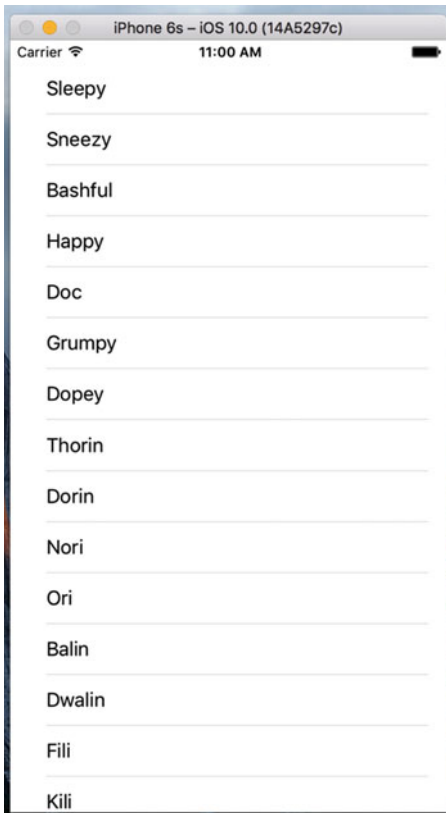 iPhone 6s – iOS 10.0 (14A5297c)
Carrier 11:00 AM
Sleepy
Sneezy
Bashful
Happy
Doc
Grumpy
Dopey
Thorin
Dorin
Nori
Ori
Balin
Dwalin
Fili
Kili